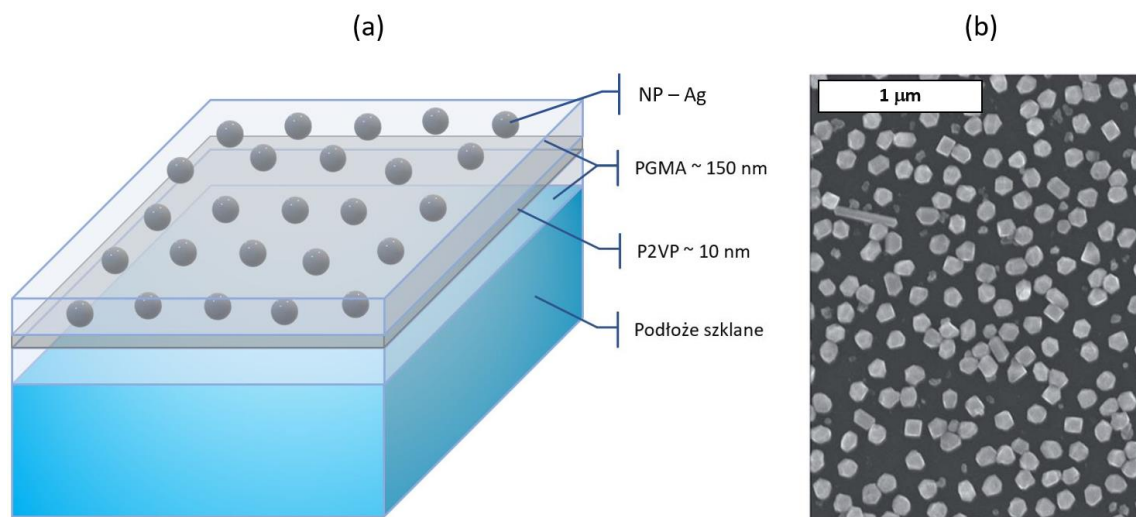 (a)
(b)
NP – Ag
PGMA ~ 150 nm
P2VP ~ 10 nm
Podłoże szklane
1 μm